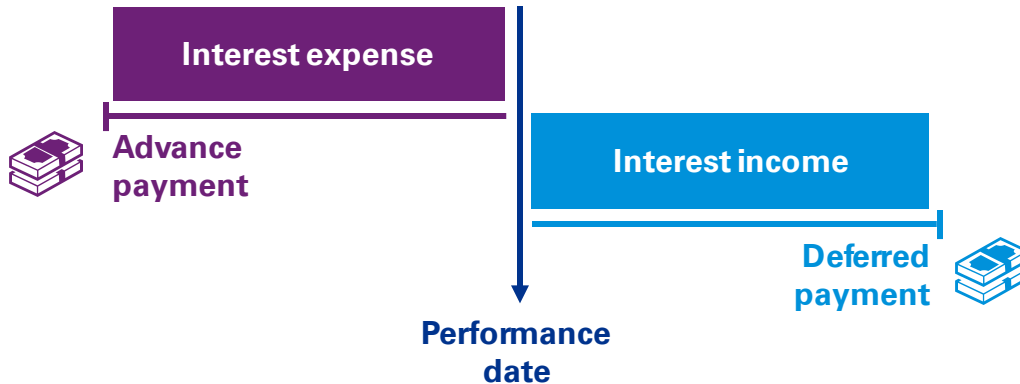 Interest expense
Advance
payment
Interest income
Deferred
payment
Performance
date